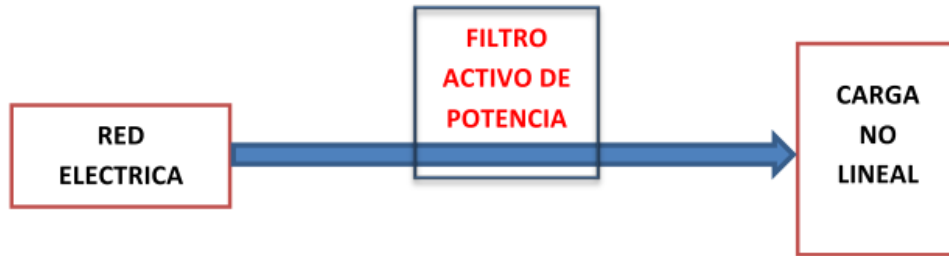 RED
ELECTRICA
FILTRO
ACTIVO DE
POTENCIA
CARGA
NO
LINEAL